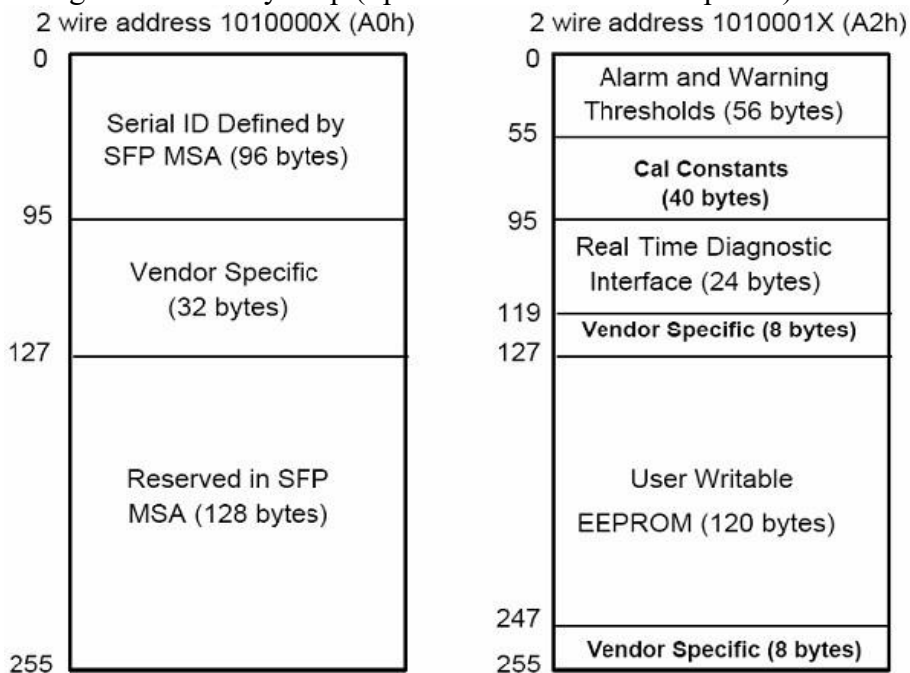 2 wire address 1010000X (A0h)
0
Serial ID Defined by
SFP MSA (96 bytes)
95
Vendor Specific
(32 bytes)
127
Reserved in SFP
MSA (128 bytes)
255
2 wire address 1010001X (A2h)
0
Alarm and Warning
Thresholds (56 bytes)
55
Cal Constants
(40 bytes)
95
Real Time Diagnostic
Interface (24 bytes)
119
Vendor Specific (8 bytes)
127
User Writable
EEPROM (120 bytes)
247
Vendor Specific (8 bytes)
255